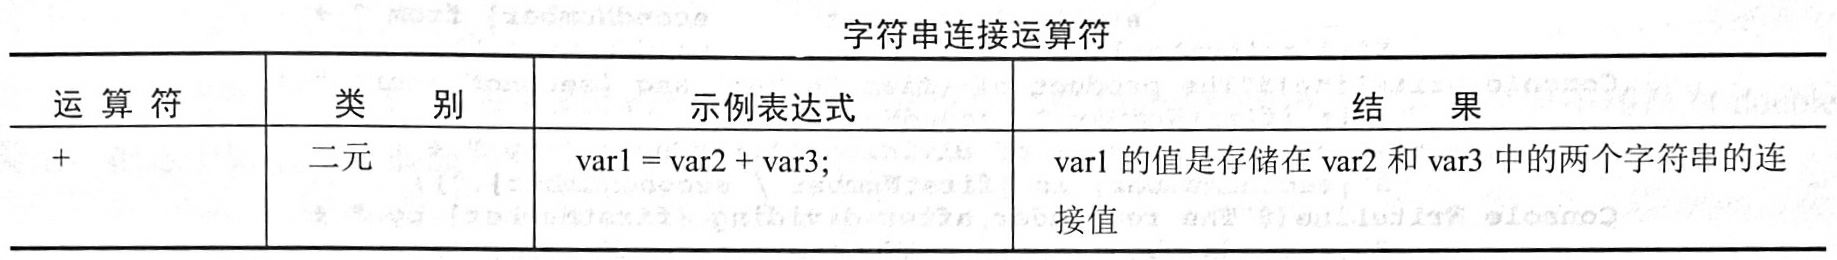 字符串连接运算符
运算符 类别 示例表达式 结果
+ 二元 var1 = var2 + var3; var1 的值是存储在 var2 和 var3 中的两个字符串的连
接值